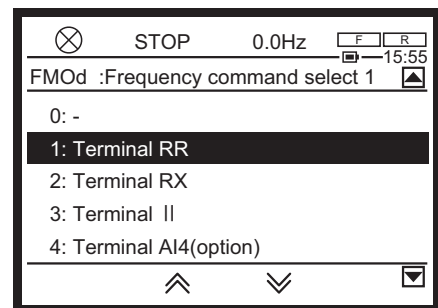 STOP 0.0Hz F R
15:55
FMOd :Frequency command select 1
0: -
1: Terminal RR
2: Terminal RX
3: Terminal II
4: Terminal AI4(option)